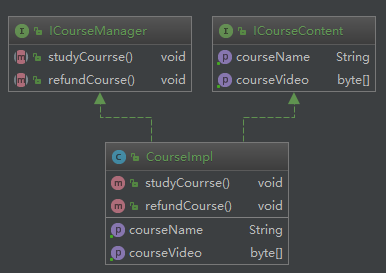 I ICourseManager
m studyCourrse() void
m refundCourse() void
I ICourseContent
p courseName String
p courseVideo byte[]
C CourseImpl
m studyCourrse() void
m refundCourse() void
p courseName String
p courseVideo byte[]